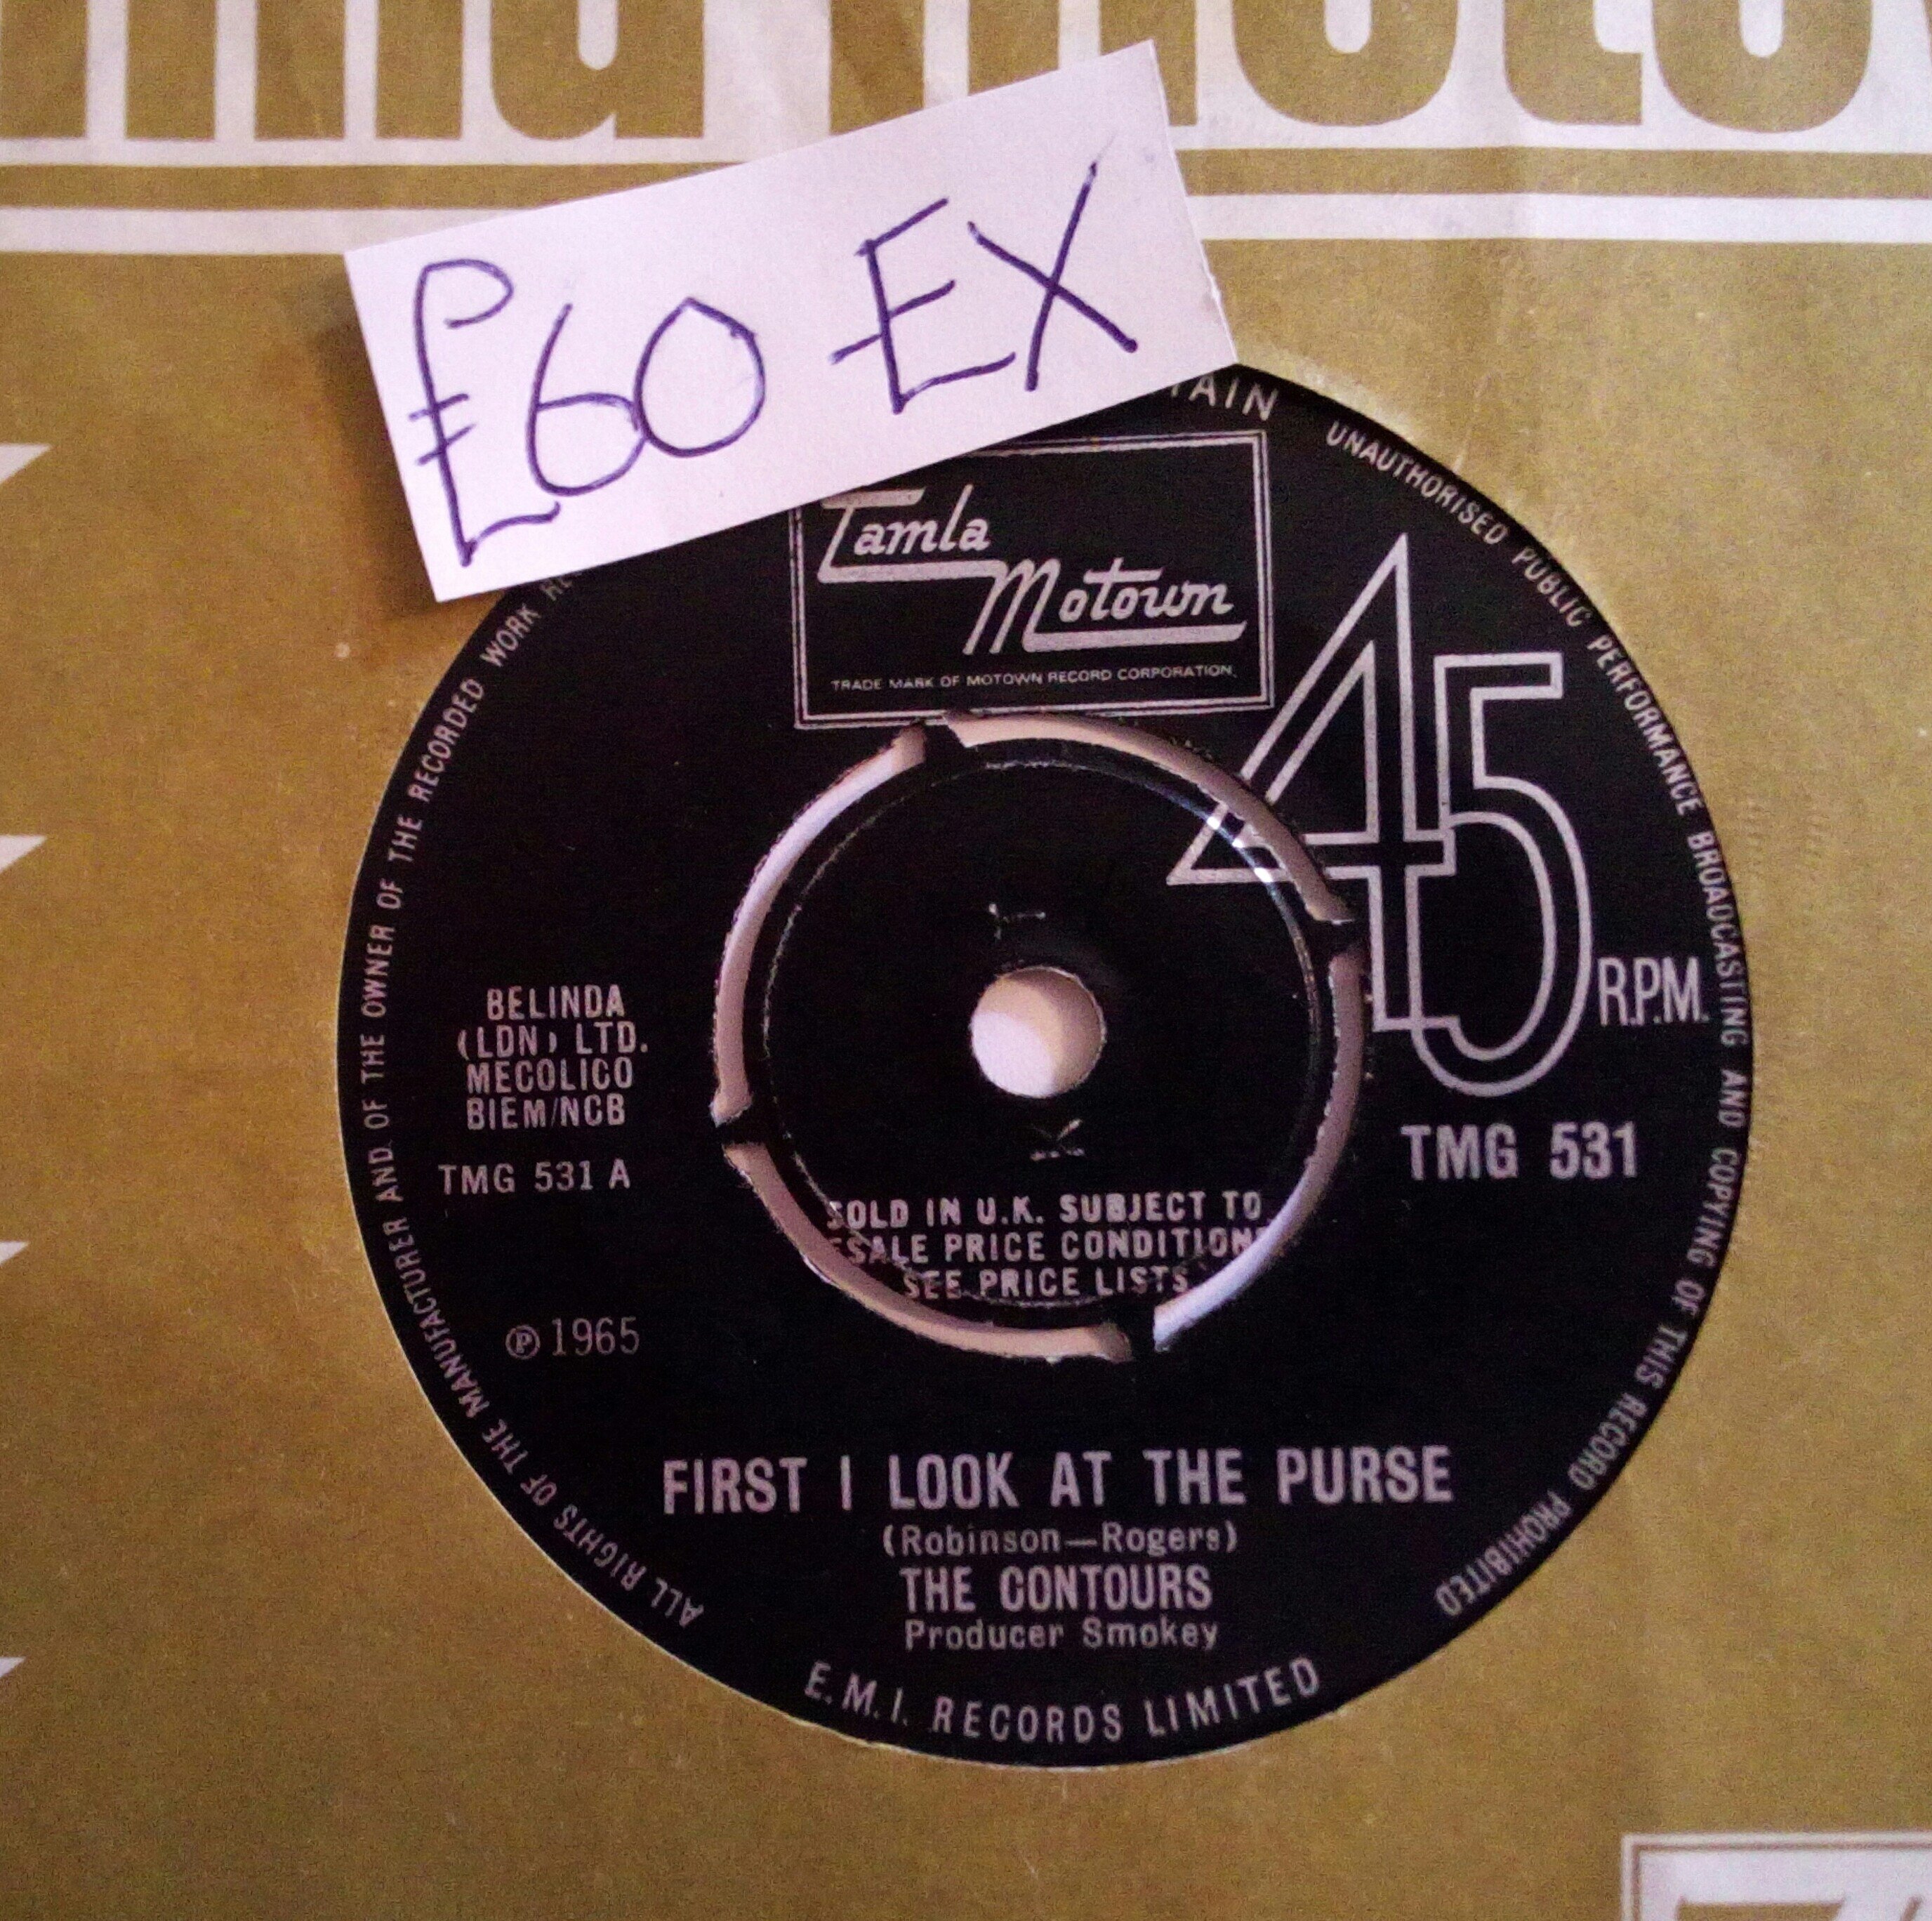 £60 EX
UNAUTHORISED PUBLIC PERFORMANCE BROADCASTING AND COPYING OF THIS RECORD PROHIBITED
Tamla
Motown
TRADE MARK OF MOTOWN RECORD CORPORATION.
45
R.P.M.
BELINDA
(LDN) LTD.
MECOLICO
BIEM/NCB
TMG 531 A
TMG 531
T
K
SOLD IN U.K. SUBJECT TO
PRICE CONDITION
SEE PRICE LISTS
℗ 1965
FIRST I LOOK AT THE PURSE
(Robinson—Rogers)
THE CONTOURS
Producer Smokey
E.M.I. RECORDS LIMITED
ALL RIGHTS OF THE MANUFACTURER AND OF THE OWNER OF THE RECORDED WORK